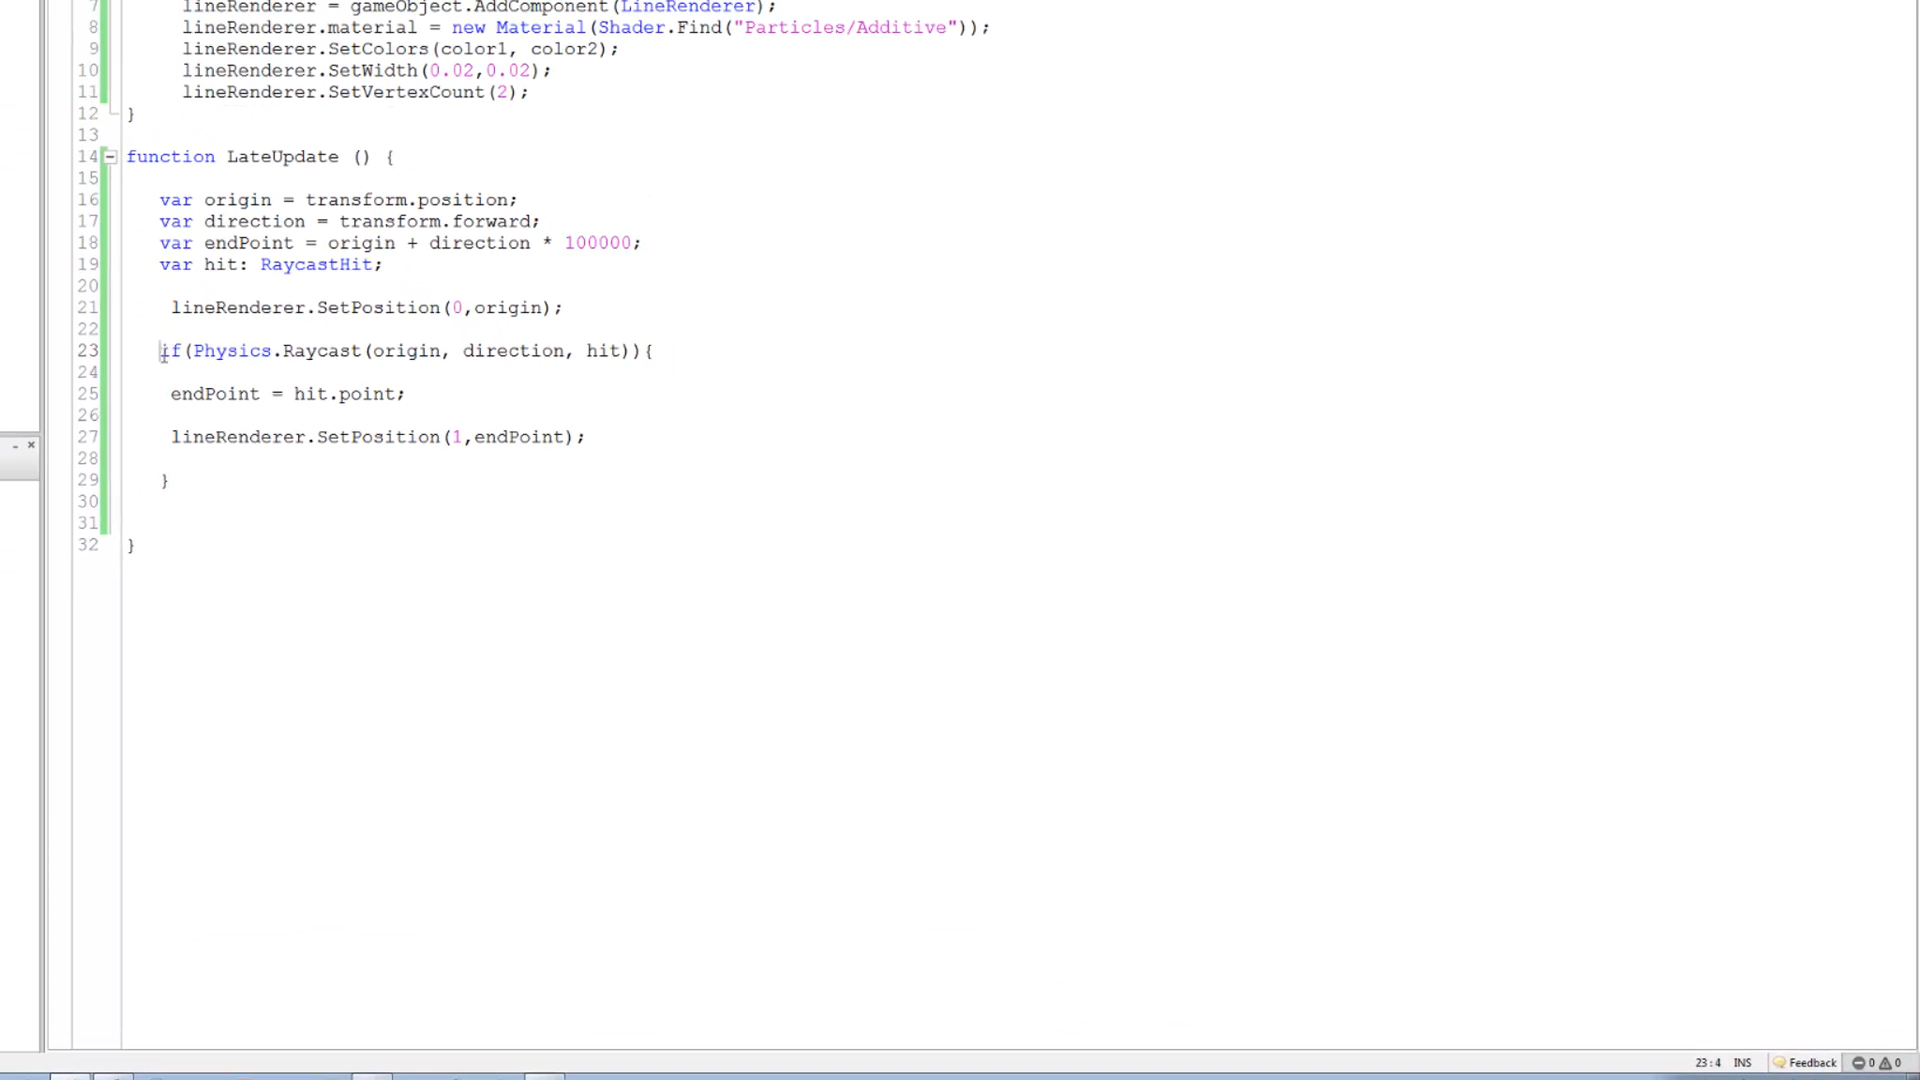 7 lineRenderer = gameObject.AddComponent(LineRenderer);
8 lineRenderer.material = new Material(Shader.Find("Particles/Additive"));
9 lineRenderer.SetColors(color1, color2);
10 lineRenderer.SetWidth(0.02,0.02);
11 lineRenderer.SetVertexCount(2);
12 }
13
14 function LateUpdate () {
15
16 var origin = transform.position;
17 var direction = transform.forward;
18 var endPoint = origin + direction * 100000;
19 var hit: RaycastHit;
20
21 lineRenderer.SetPosition(0,origin);
22
23 if(Physics.Raycast(origin, direction, hit)){
24
25 endPoint = hit.point;
26
27 lineRenderer.SetPosition(1,endPoint);
28
29 }
30
31
32 }
23:4 INS Feedback 0 0